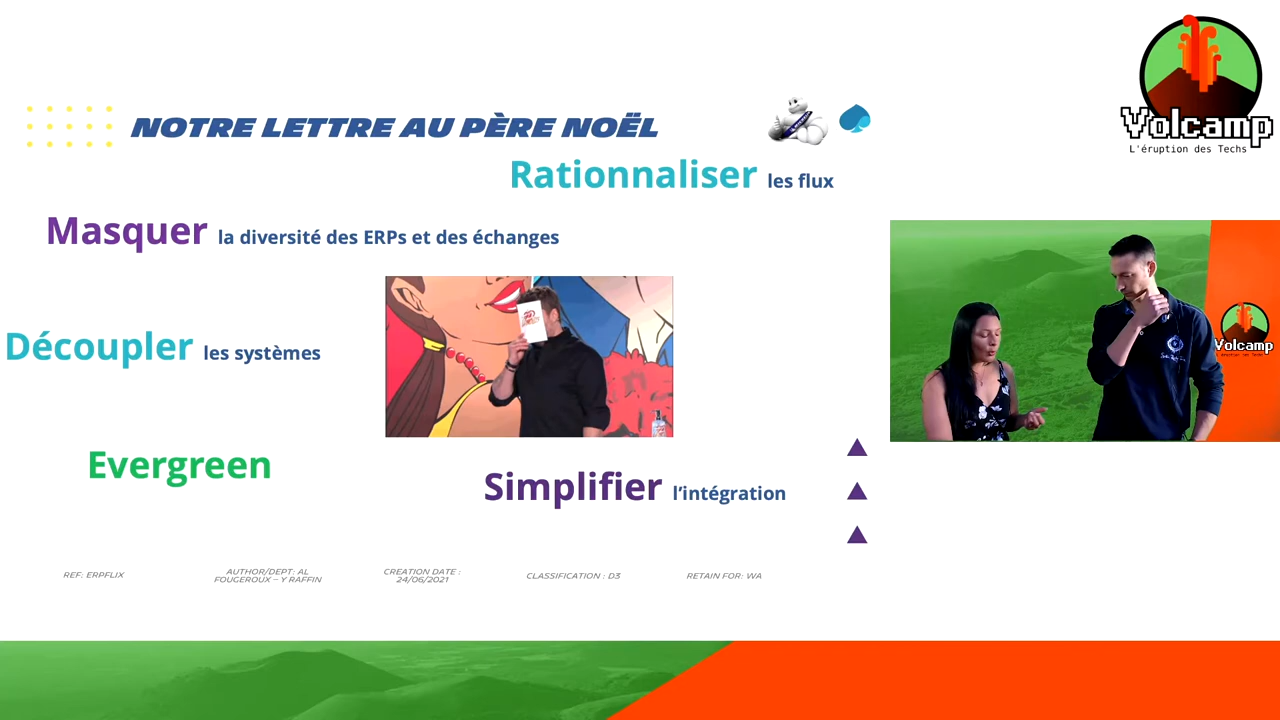 NOTRE LETTRE AU PÈRE NOËL
Volcamp
L'éruption des Techs
Rationnaliser les flux
Masquer la diversité des ERPs et des échanges
Découpler les systèmes
Volcamp
Evergreen
Simplifier l'intégration
REF: ERPFLIX
AUTHOR/DEPT: AL
FOUGEROUX – Y RAFFIN
CREATION DATE :
24/06/2021
CLASSIFICATION : D3
RETAIN FOR: WA